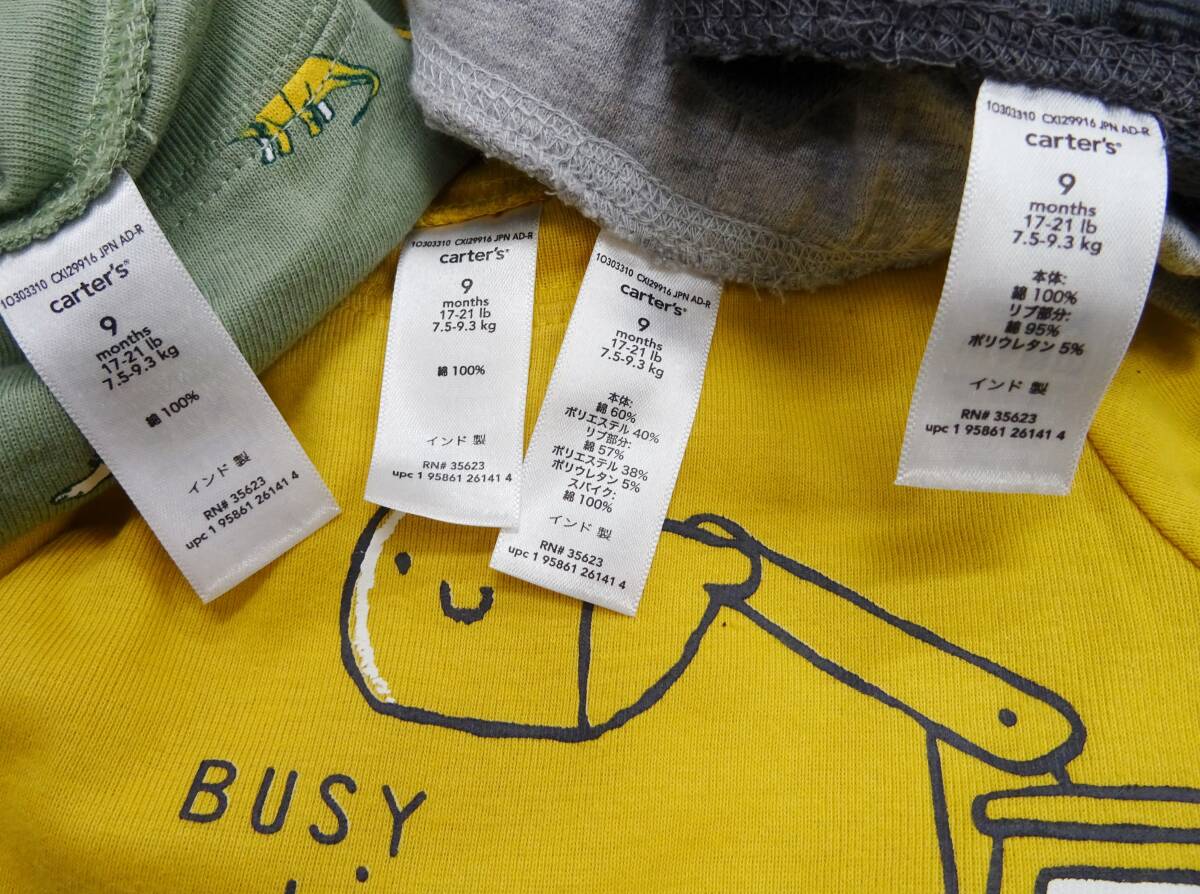 1O303310 CXI29916 JPN AD-R
carter's
9
months
17-21 lb
7.5-9.3 kg
綿 100%
インド 製
RN# 35623
upc 1 95861 26141 4
1O303310 CXI29916 JPN AD-R
carter's
9
months
17-21 lb
7.5-9.3 kg
綿 100%
インド 製
RN# 35623
upc 1 95861 26141 4
1O303310 CXI29916 JPN AD-R
carter's
9
months
17-21 lb
7.5-9.3 kg
本体:
綿 60%
ポリエステル 40%
リブ部分:
綿 57%
ポリエステル 38%
ポリウレタン 5%
スパイク:
綿 100%
インド 製
RN# 35623
upc 1 95861 26141 4
1O303310 CXI29916 JPN AD-R
carter's
9
months
17-21 lb
7.5-9.3 kg
本体:
綿 100%
リブ部分:
綿 95%
ポリウレタン 5%
インド 製
RN# 35623
upc 1 95861 26141 4
BUSY